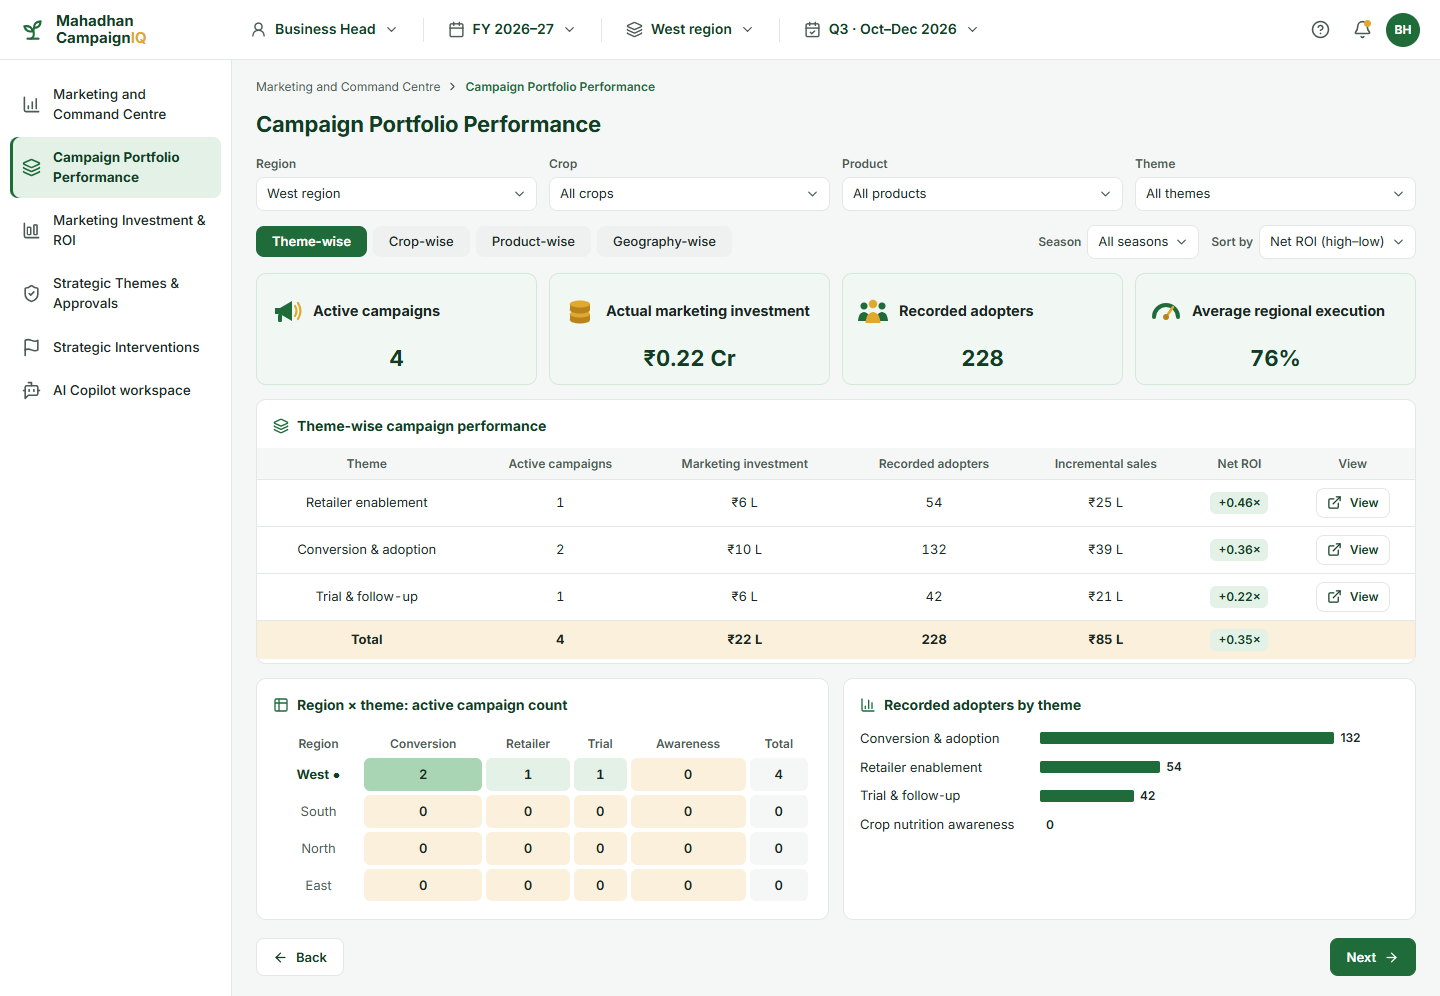 Mahadhan
CampaignIQ
Business Head
FY 2026–27
West region
Q3 · Oct–Dec 2026
BH
Marketing and
Command Centre
Campaign Portfolio
Performance
Marketing Investment &
ROI
Strategic Themes &
Approvals
Strategic Interventions
AI Copilot workspace
Marketing and Command Centre > Campaign Portfolio Performance
Campaign Portfolio Performance
Region
Crop
Product
Theme
West region
All crops
All products
All themes
Theme-wise
Crop-wise
Product-wise
Geography-wise
Season
All seasons
Sort by
Net ROI (high–low)
Active campaigns
4
Actual marketing investment
₹0.22 Cr
Recorded adopters
228
Average regional execution
76%
Theme-wise campaign performance
Theme Active campaigns Marketing investment Recorded adopters Incremental sales Net ROI View
Retailer enablement 1 ₹6 L 54 ₹25 L +0.46× View
Conversion & adoption 2 ₹10 L 132 ₹39 L +0.36× View
Trial & follow-up 1 ₹6 L 42 ₹21 L +0.22× View
Total 4 ₹22 L 228 ₹85 L +0.35×
Region × theme: active campaign count
Region Conversion Retailer Trial Awareness Total
West ● 2 1 1 0 4
South 0 0 0 0 0
North 0 0 0 0 0
East 0 0 0 0 0
Recorded adopters by theme
Conversion & adoption 132
Retailer enablement 54
Trial & follow-up 42
Crop nutrition awareness 0
Back
Next